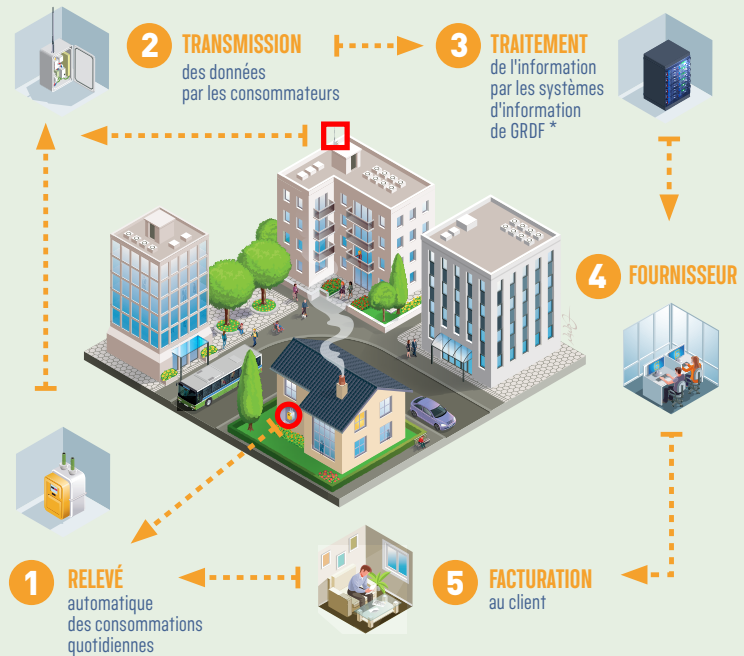 2 TRANSMISSION
des données
par les consommateurs
3 TRAITEMENT
de l'information
par les systèmes
d'information
de GRDF *
4 FOURNISSEUR
1 RELEVÉ
automatique
des consommations
quotidiennes
5 FACTURATION
au client